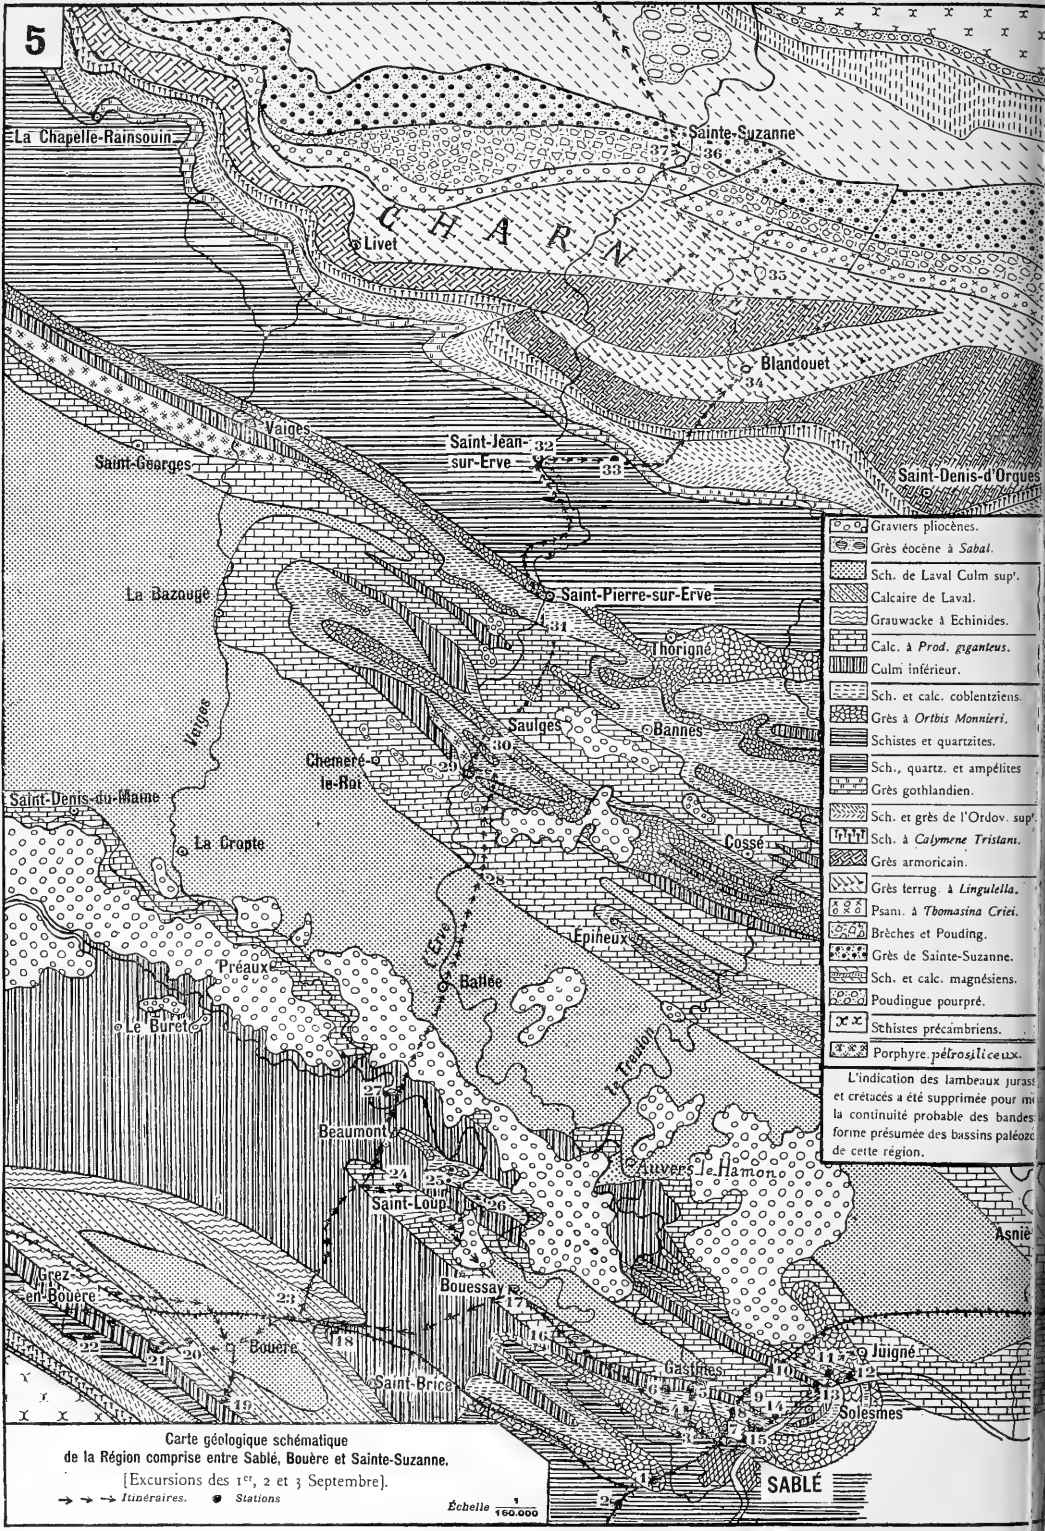 5
La Chapelle-Rainsouin
Sainte-Suzanne
37
36
CHARNI
Livet
35
Blandouet
34
Vaiges
Saint-Georges
Saint-Jean-
sur-Erve
32
33
Saint-Denis-d'Orques
La Bazouge
Saint-Pierre-sur-Erve
31
Thorigné
Vaiges
Saulges
Bannes
30
29
Chemeré-
le-Roi
Saint-Denis-du-Maine
La Cropte
Cossé
28
L'Erve
Épineux
Préaux
Ballée
Le Buret
le Treulon
27
Beaumont
24
25
26
Saint-Loup
Auvers le Hamon
Asniè
Grez-
en-Bouère
23
Bouessay
17
22
21
20
Bouère
18
16
19
Saint-Brice
Gastines
Juigné
10
11
12
6
5
9
4
14
13
8
7
3
15
Solesmes
1
2
SABLÉ
Graviers pliocènes.
Grès éocène à Sabal.
Sch. de Laval Culm supr.
Calcaire de Laval.
Grauwacke à Echinides.
Calc. à Prod. giganteus.
Culm inférieur.
Sch. et calc. coblentziens.
Grès à Orthis Monnieri.
Schistes et quartzites.
Sch., quartz. et ampélites
Grès gothlandien.
Sch. et grès de l'Ordov. supr.
Sch. à Calymene Tristani.
Grès armoricain.
Grès terrug. à Lingulella.
Psam. à Thomasina Criei.
Brèches et Pouding.
Grès de Sainte-Suzanne.
Sch. et calc. magnésiens.
Poudingue pourpré.
Schistes précambriens.
Porphyre pétrosiliceux.
L'indication des lambeaux juras
et crétacés a été supprimée pour
la continuité probable des bandes
forme présumée des bassins paléozo
de cette région.
Carte géologique schématique
de la Région comprise entre Sablé, Bouère et Sainte-Suzanne.
[Excursions des 1er, 2 et 3 Septembre].
Itinéraires. Stations
Échelle 1/160.000